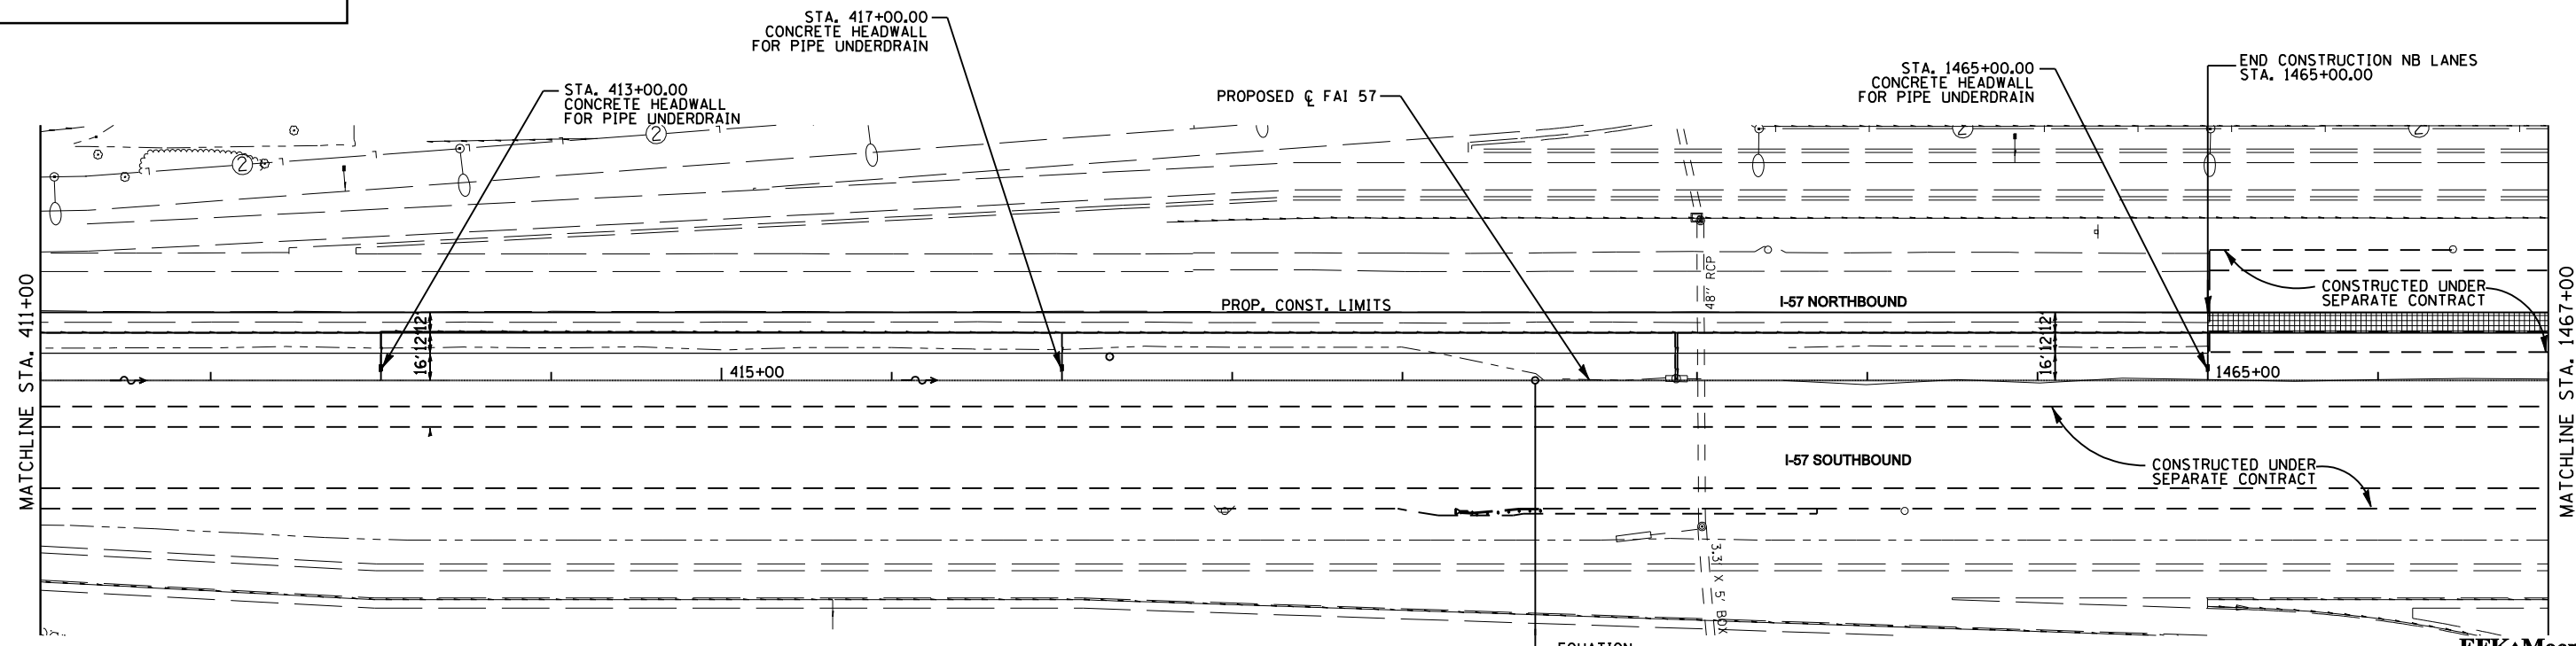 STA. 417+00.00
CONCRETE HEADWALL
FOR PIPE UNDERDRAIN
STA. 413+00.00
CONCRETE HEADWALL
FOR PIPE UNDERDRAIN
PROPOSED ℄ FAI 57
STA. 1465+00.00
CONCRETE HEADWALL
FOR PIPE UNDERDRAIN
END CONSTRUCTION NB LANES
STA. 1465+00.00
2
2
2
2
MATCHLINE STA. 411+00
48" RCP
PROP. CONST. LIMITS
I-57 NORTHBOUND
CONSTRUCTED UNDER
SEPARATE CONTRACT
16' 12' 12'
16' 12' 12'
415+00
1465+00
MATCHLINE STA. 1467+00
I-57 SOUTHBOUND
CONSTRUCTED UNDER
SEPARATE CONTRACT
3.3' X 5' BOX
EQUATION